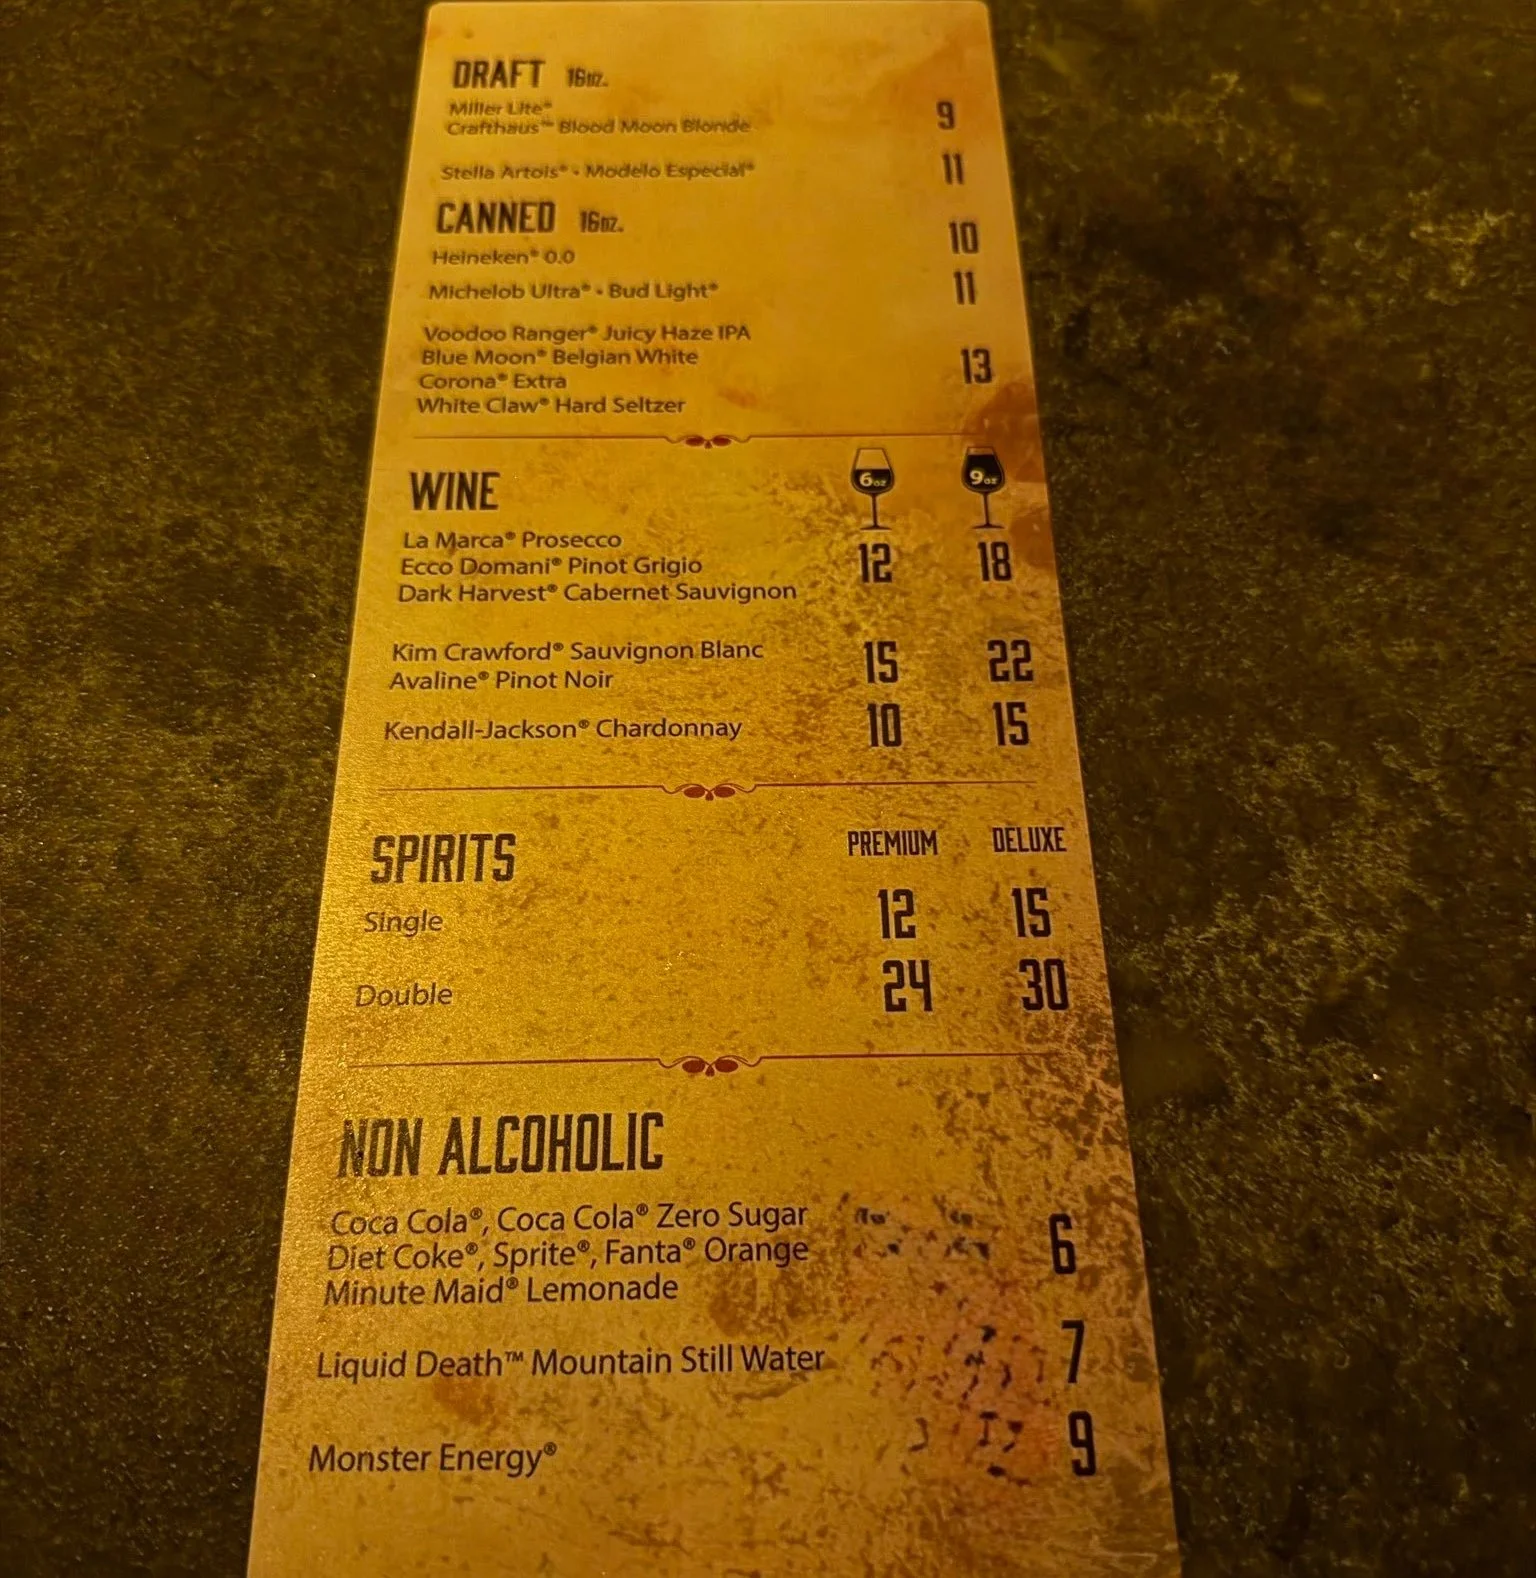 DRAFT 16oz.
Miller Lite®
Crafthaus™ Blood Moon Blonde 9
Stella Artois® • Modelo Especial® 11
CANNED 16oz.
Heineken® 0.0 10
Michelob Ultra® • Bud Light® 11
Voodoo Ranger® Juicy Haze IPA
Blue Moon® Belgian White
Corona® Extra 13
White Claw® Hard Seltzer
WINE 6oz 9oz
La Marca® Prosecco
Ecco Domani® Pinot Grigio 12 18
Dark Harvest® Cabernet Sauvignon
Kim Crawford® Sauvignon Blanc 15 22
Avaline® Pinot Noir
Kendall-Jackson® Chardonnay 10 15
SPIRITS PREMIUM DELUXE
Single 12 15
Double 24 30
NON ALCOHOLIC
Coca Cola®, Coca Cola® Zero Sugar
Diet Coke®, Sprite®, Fanta® Orange 6
Minute Maid® Lemonade
Liquid Death™ Mountain Still Water 7
Monster Energy® 9